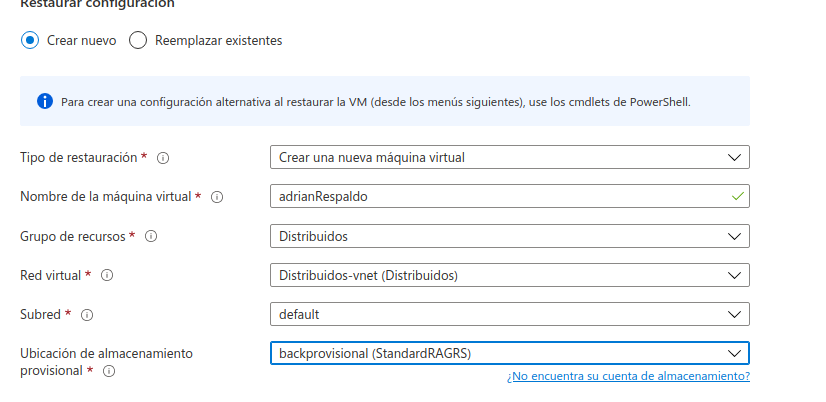 Restaurar configuración
Crear nuevo Reemplazar existentes
Para crear una configuración alternativa al restaurar la VM (desde los menús siguientes), use los cmdlets de PowerShell.
Tipo de restauración * Crear una nueva máquina virtual
Nombre de la máquina virtual * adrianRespaldo
Grupo de recursos * Distribuidos
Red virtual * Distribuidos-vnet (Distribuidos)
Subred * default
Ubicación de almacenamiento
provisional * backprovisional (StandardRAGRS)
¿No encuentra su cuenta de almacenamiento?